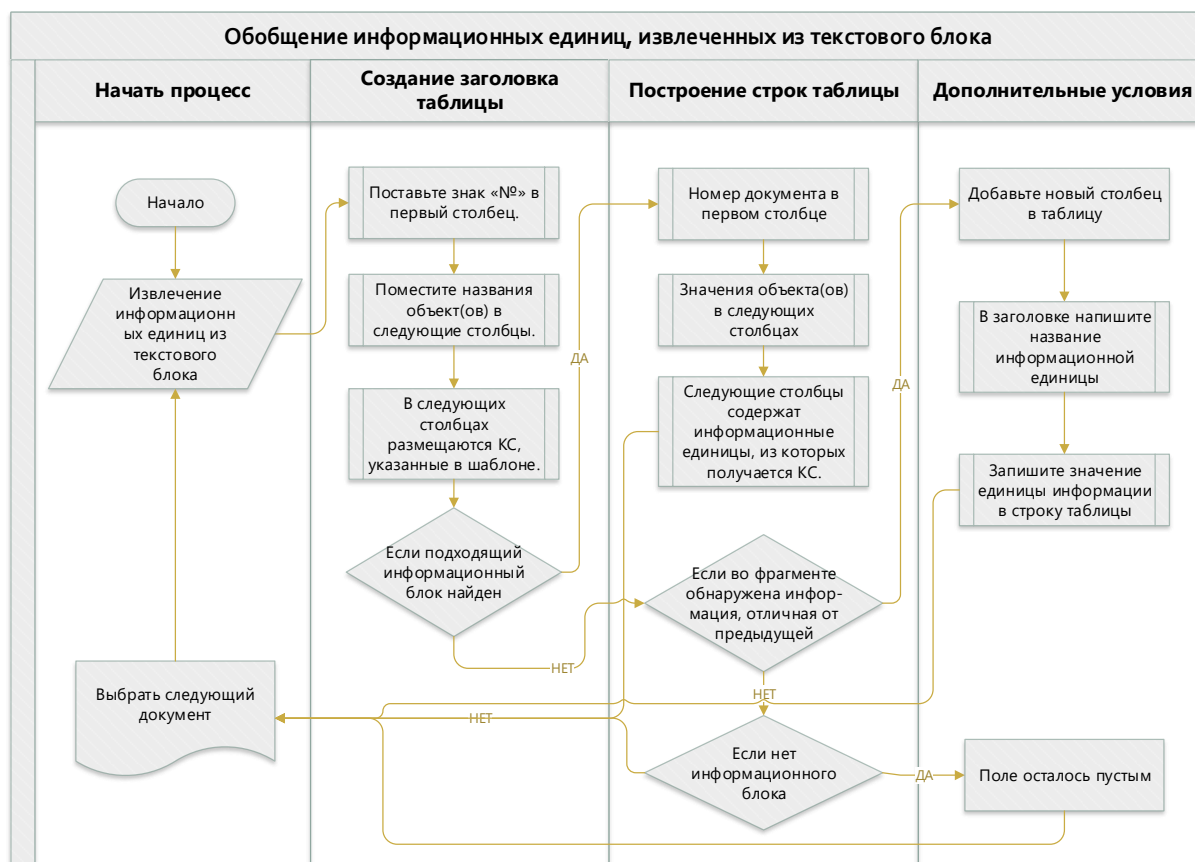 Обобщение информационных единиц, извлеченных из текстового блока
Начать процесс
Создание заголовка
таблицы
Построение строк таблицы
Дополнительные условия
Начало
Извлечение
информационн
ых единиц из
текстового
блока
Выбрать следующий
документ
Поставьте знак «№» в
первый столбец.
Поместите названия
объект(ов) в
следующие столбцы.
В следующих
столбцах
размещаются КС,
указанные в шаблоне.
Если подходящий
информационный
блок найден
ДА
НЕТ
НЕТ
Номер документа в
первом столбце
Значения объекта(ов)
в следующих
столбцах
Следующие столбцы
содержат
информационные
единицы, из которых
получается КС.
Если во фрагменте
обнаружена инфор-
мация, отличная от
предыдущей
ДА
НЕТ
Если нет
информационного
блока
ДА
Добавьте новый столбец
в таблицу
В заголовке напишите
название
информационной
единицы
Запишите значение
единицы информации
в строку таблицы
Поле осталось пустым